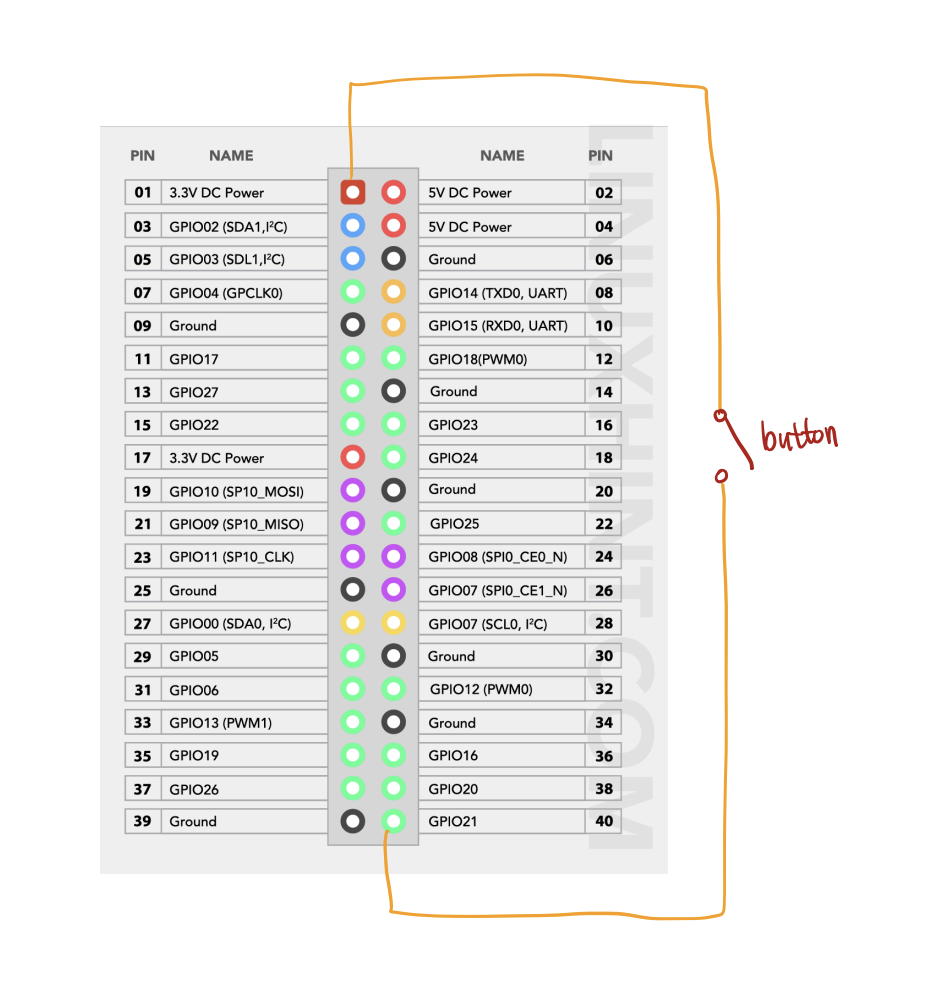 PIN NAME NAME PIN
01 3.3V DC Power 5V DC Power 02
03 GPIO02 (SDA1,I²C) 5V DC Power 04
05 GPIO03 (SDL1,I²C) Ground 06
07 GPIO04 (GPCLK0) GPIO14 (TXD0, UART) 08
09 Ground GPIO15 (RXD0, UART) 10
11 GPIO17 GPIO18(PWM0) 12
13 GPIO27 Ground 14
15 GPIO22 GPIO23 16
17 3.3V DC Power GPIO24 18
19 GPIO10 (SP10_MOSI) Ground 20
21 GPIO09 (SP10_MISO) GPIO25 22
23 GPIO11 (SP10_CLK) GPIO08 (SPI0_CE0_N) 24
25 Ground GPIO07 (SPI0_CE1_N) 26
27 GPIO00 (SDA0, I²C) GPIO07 (SCL0, I²C) 28
29 GPIO05 Ground 30
31 GPIO06 GPIO12 (PWM0) 32
33 GPIO13 (PWM1) Ground 34
35 GPIO19 GPIO16 36
37 GPIO26 GPIO20 38
39 Ground GPIO21 40
LINUXHINT.COM
button